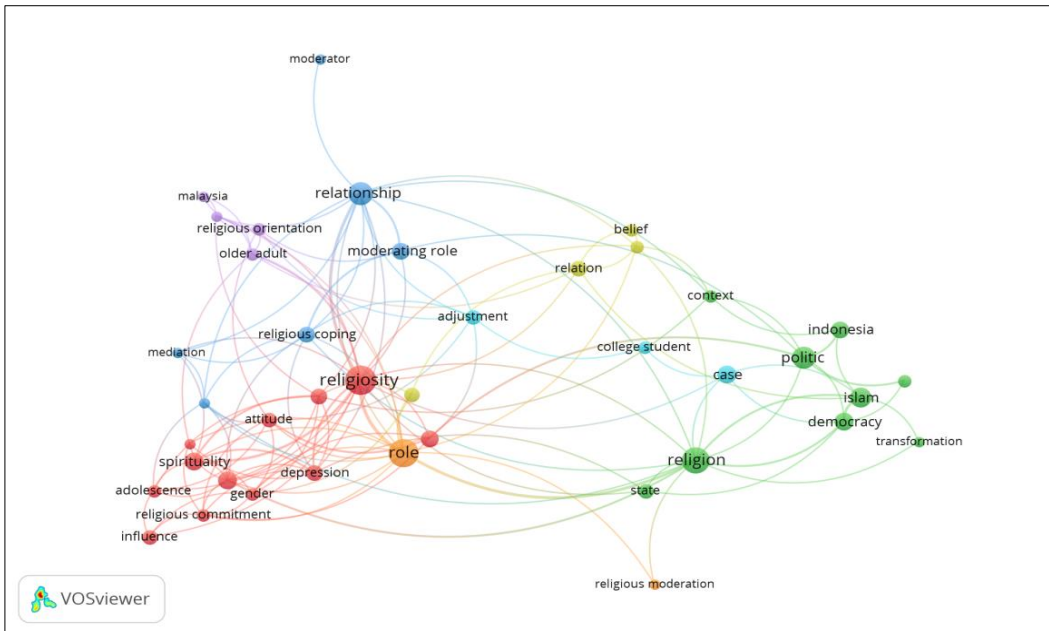 moderator
relationship
malaysia
religious orientation
belief
older adult
moderating role
relation
context
adjustment
indonesia
religious coping
college student
politic
mediation
case
religiosity
islam
attitude
democracy
transformation
role
religion
spirituality
depression
adolescence
gender
state
religious commitment
influence
religious moderation
VOSviewer